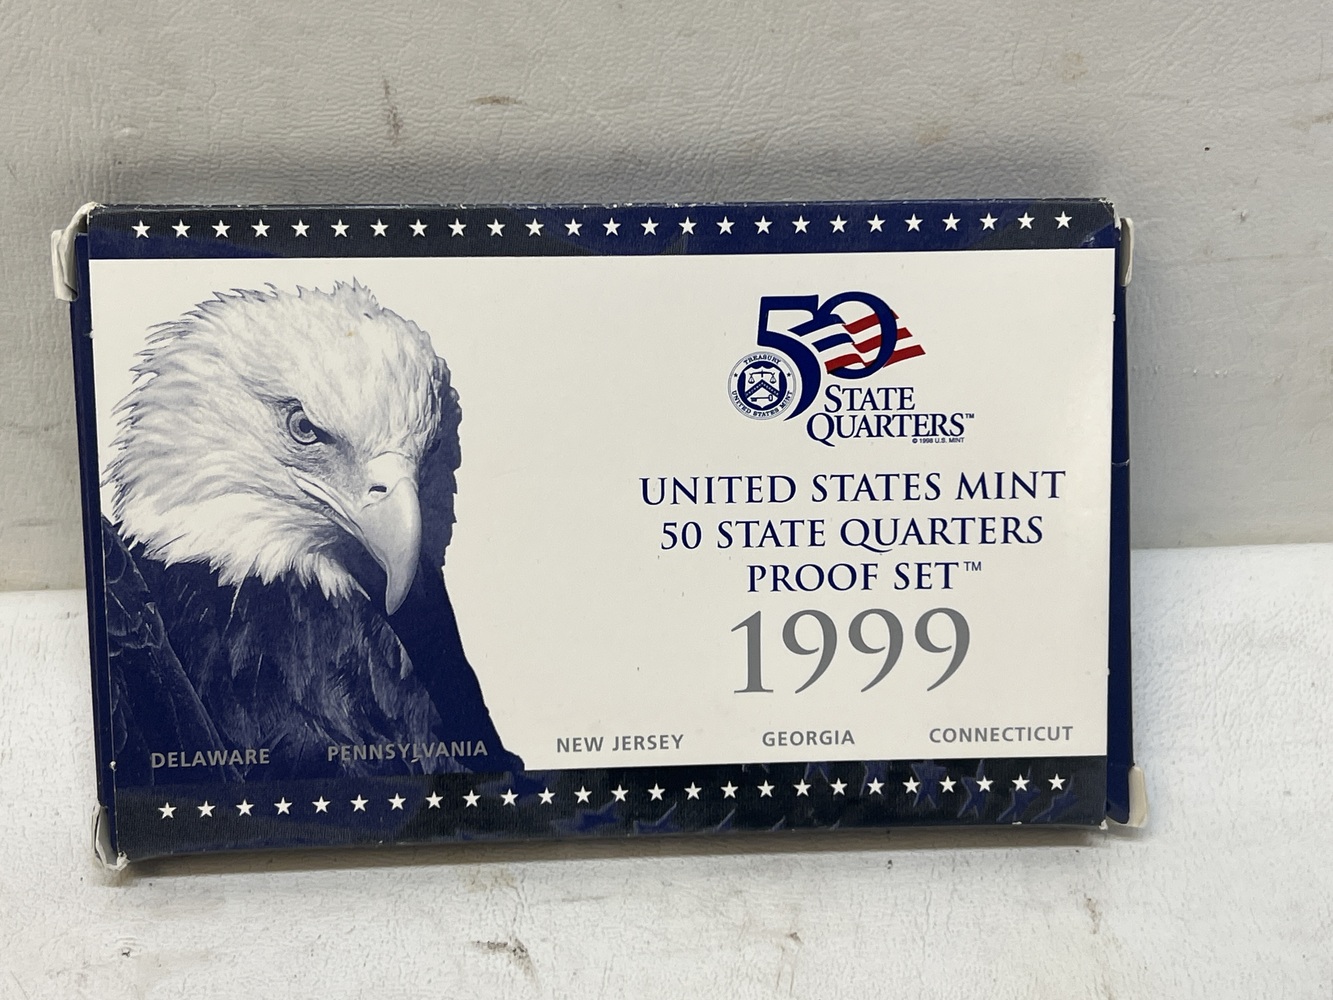 50
TREASURY
UNITED STATES MINT
STATE
QUARTERS™
© 1998 U.S. MINT
UNITED STATES MINT
50 STATE QUARTERS
PROOF SET™
1999
DELAWARE PENNSYLVANIA NEW JERSEY GEORGIA CONNECTICUT